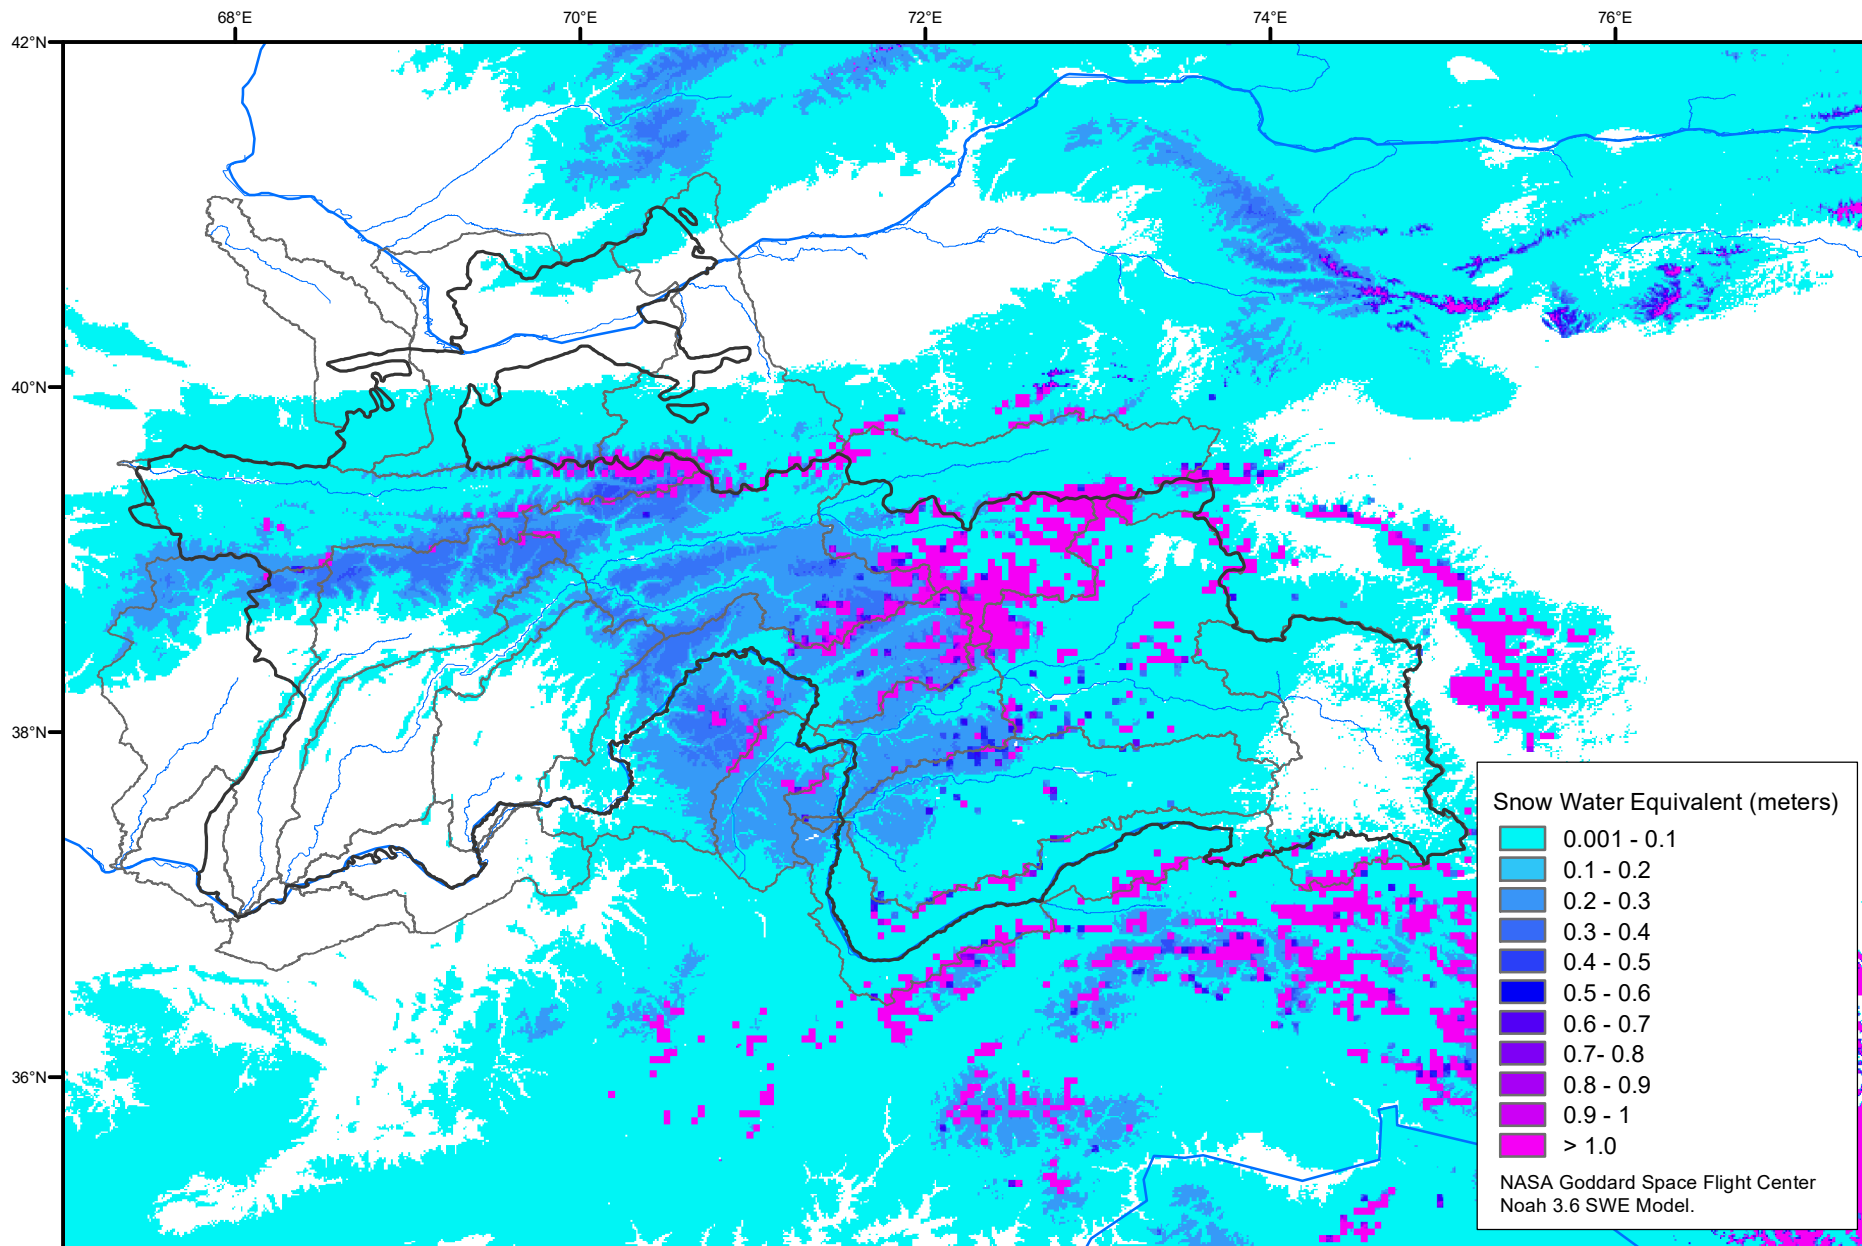 68°E 70°E 72°E 74°E 76°E
42°N
40°N
38°N
36°N
Snow Water Equivalent (meters)
0.001 - 0.1
0.1 - 0.2
0.2 - 0.3
0.3 - 0.4
0.4 - 0.5
0.5 - 0.6
0.6 - 0.7
0.7- 0.8
0.8 - 0.9
0.9 - 1
> 1.0
NASA Goddard Space Flight Center
Noah 3.6 SWE Model.